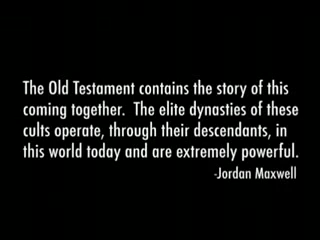 The Old Testament contains the story of this
coming together. The elite dynasties of these
cults operate, through their descendants, in
this world today and are extremely powerful.
-Jordan Maxwell